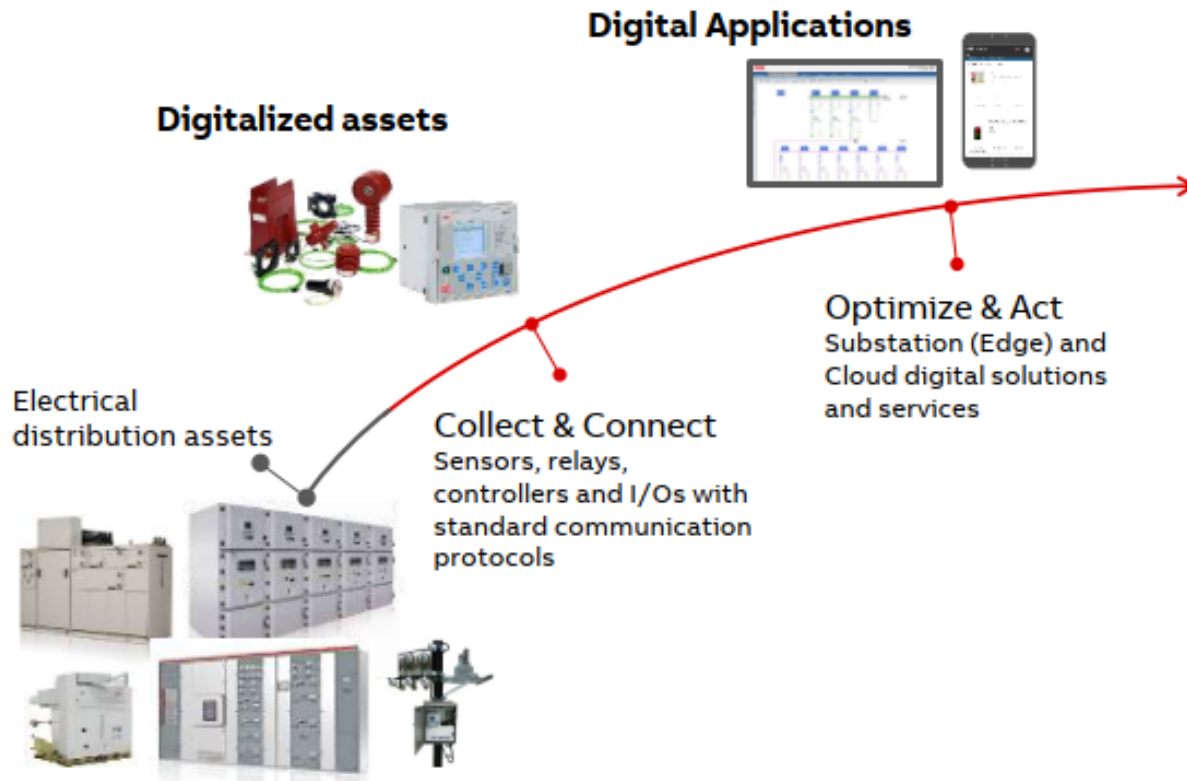 Digital Applications
Digitalized assets
Optimize & Act
Substation (Edge) and
Cloud digital solutions
and services
Electrical
distribution assets
Collect & Connect
Sensors, relays,
controllers and I/Os with
standard communication
protocols